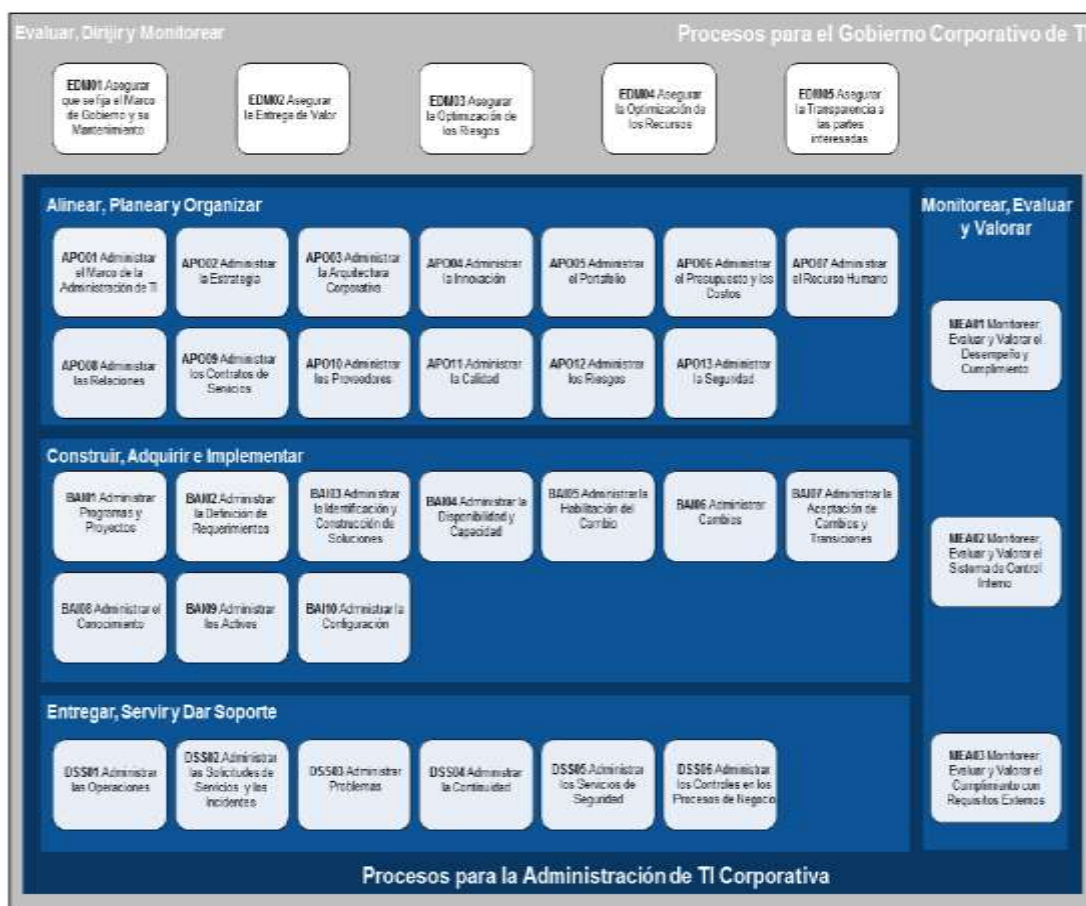 Evaluar, Dirijir y Monitorear
Procesos para el Gobierno Corporativo de T
EDM01 Asegurar
que se fija el Marco
de Gobierno y su
Mantenimiento
EDM02 Asegurar
la Entrega de Valor
EDM03 Asegurar
la Optimización de
los Riesgos
EDM04 Asegurar
la Optimización de
los Recursos
EDM05 Asegurar
la Transparencia a
las partes
interesadas
Alinear, Planear y Organizar
APO01 Administrar
el Marco de la
Administración de TI
APO02 Administrar
la Estrategia
APO03 Administrar
la Arquitectura
Corporativa
APO04 Administrar
la Innovación
APO05 Administrar
el Portafolio
APO06 Administrar
el Presupuesto y los
Costos
APO07 Administrar
el Recurso Humano
APO08 Administrar
las Relaciones
APO09 Administrar
los Contratos de
Servicios
APO10 Administrar
los Proveedores
APO11 Administrar
la Calidad
APO12 Administrar
los Riesgos
APO13 Administrar
la Seguridad
Construir, Adquirir e Implementar
BAI01 Administrar
Programas y
Proyectos
BAI02 Administrar
la Definición de
Requerimientos
BAI03 Administrar
la Identificación y
Construcción de
Soluciones
BAI04 Administrar la
Disponibilidad y
Capacidad
BAI05 Administrar la
Habilitación del
Cambio
BAI06 Administrar
Cambios
BAI07 Administrar la
Aceptación de
Cambios y
Transiciones
BAI08 Administrar el
Conocimiento
BAI09 Administrar
los Activos
BAI10 Administrar la
Configuración
Entregar, Servir y Dar Soporte
DSS01 Administrar
las Operaciones
DSS02 Administrar
las Solicitudes de
Servicios y los
Incidentes
DSS03 Administrar
Problemas
DSS04 Administrar
la Continuidad
DSS05 Administrar
los Servicios de
Seguridad
DSS06 Administrar
los Controles en los
Procesos de Negocio
Monitorear, Evaluar
y Valorar
MEA01 Monitorear,
Evaluar y Valorar el
Desempeño y
Cumplimiento
MEA02 Monitorear,
Evaluar y Valorar el
Sistema de Control
Interno
MEA03 Monitorear,
Evaluar y Valorar el
Cumplimiento con
Requisitos Externos
Procesos para la Administración de TI Corporativa